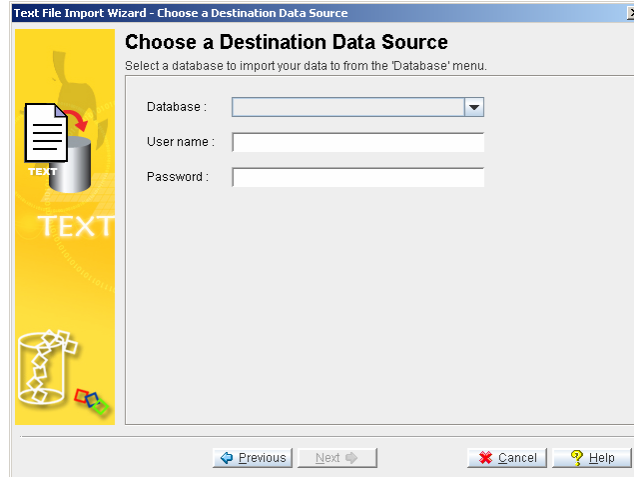 Text File Import Wizard - Choose a Destination Data Source
Choose a Destination Data Source
Select a database to import your data to from the 'Database' menu.
Database :
User name :
Password :
TEXT
TEXT
Previous
Next
Cancel
Help